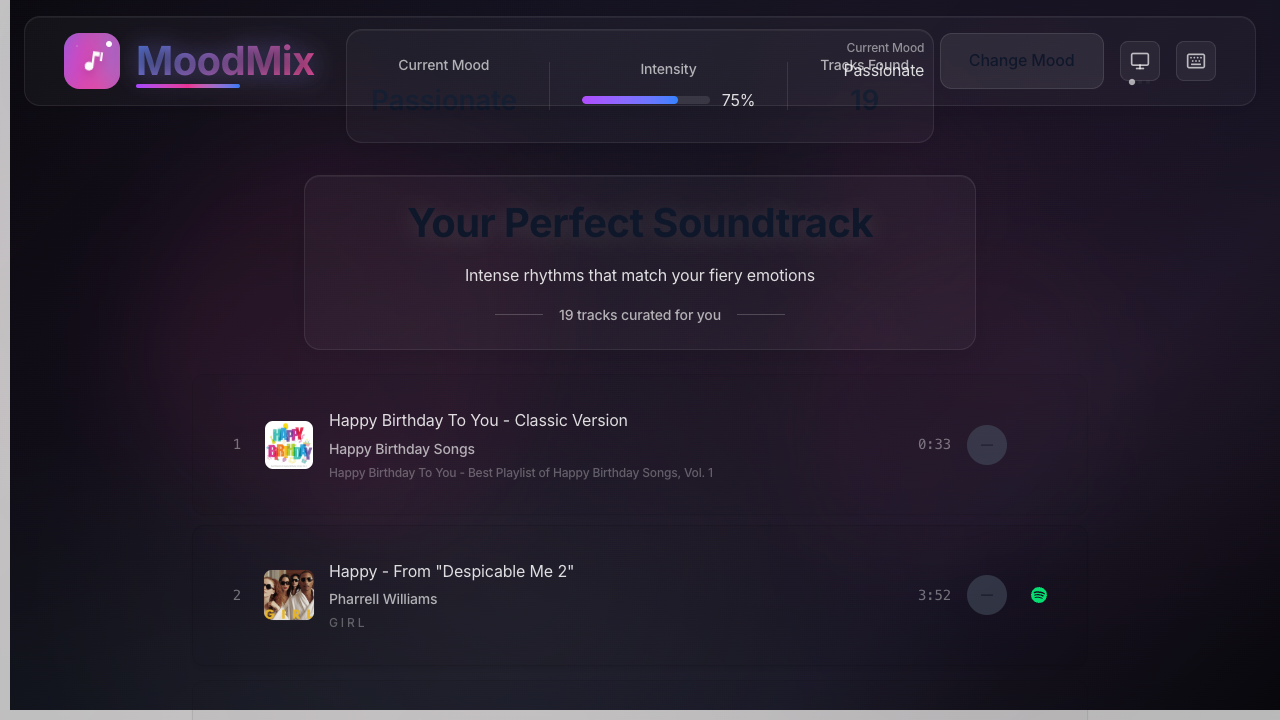 MoodMix
Current Mood
Passionate
Intensity
75%
Tracks Found
19
Current Mood
Passionate
Change Mood
Your Perfect Soundtrack
Intense rhythms that match your fiery emotions
19 tracks curated for you
1
HAPPY
BIRTHDAY
Happy Birthday To You - Classic Version
Happy Birthday Songs
Happy Birthday To You - Best Playlist of Happy Birthday Songs, Vol. 1
0:33
2
G I R L
Happy - From "Despicable Me 2"
Pharrell Williams
G I R L
3:52